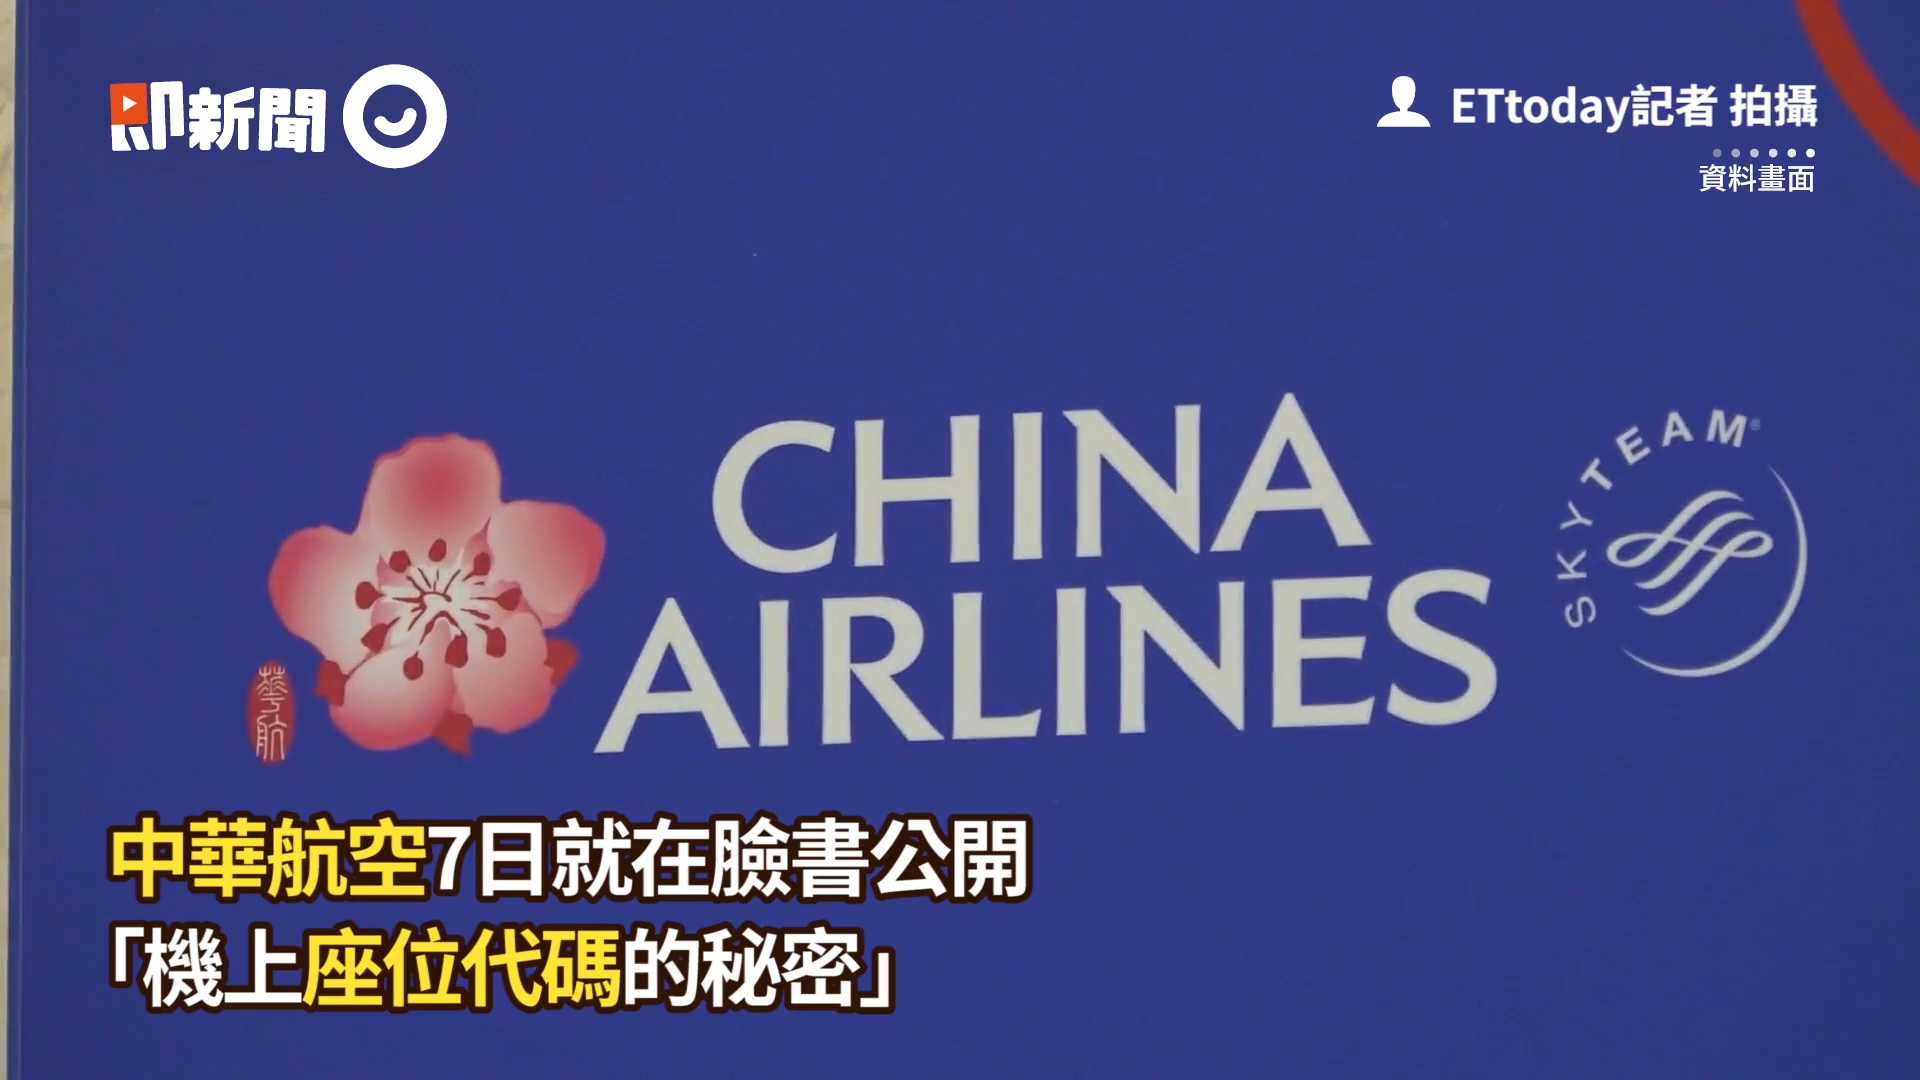 即新聞
ETtoday記者 拍攝
資料畫面
CHINA
AIRLINES
SKYTEAM®
華航
中華航空7日就在臉書公開
「機上座位代碼的秘密」